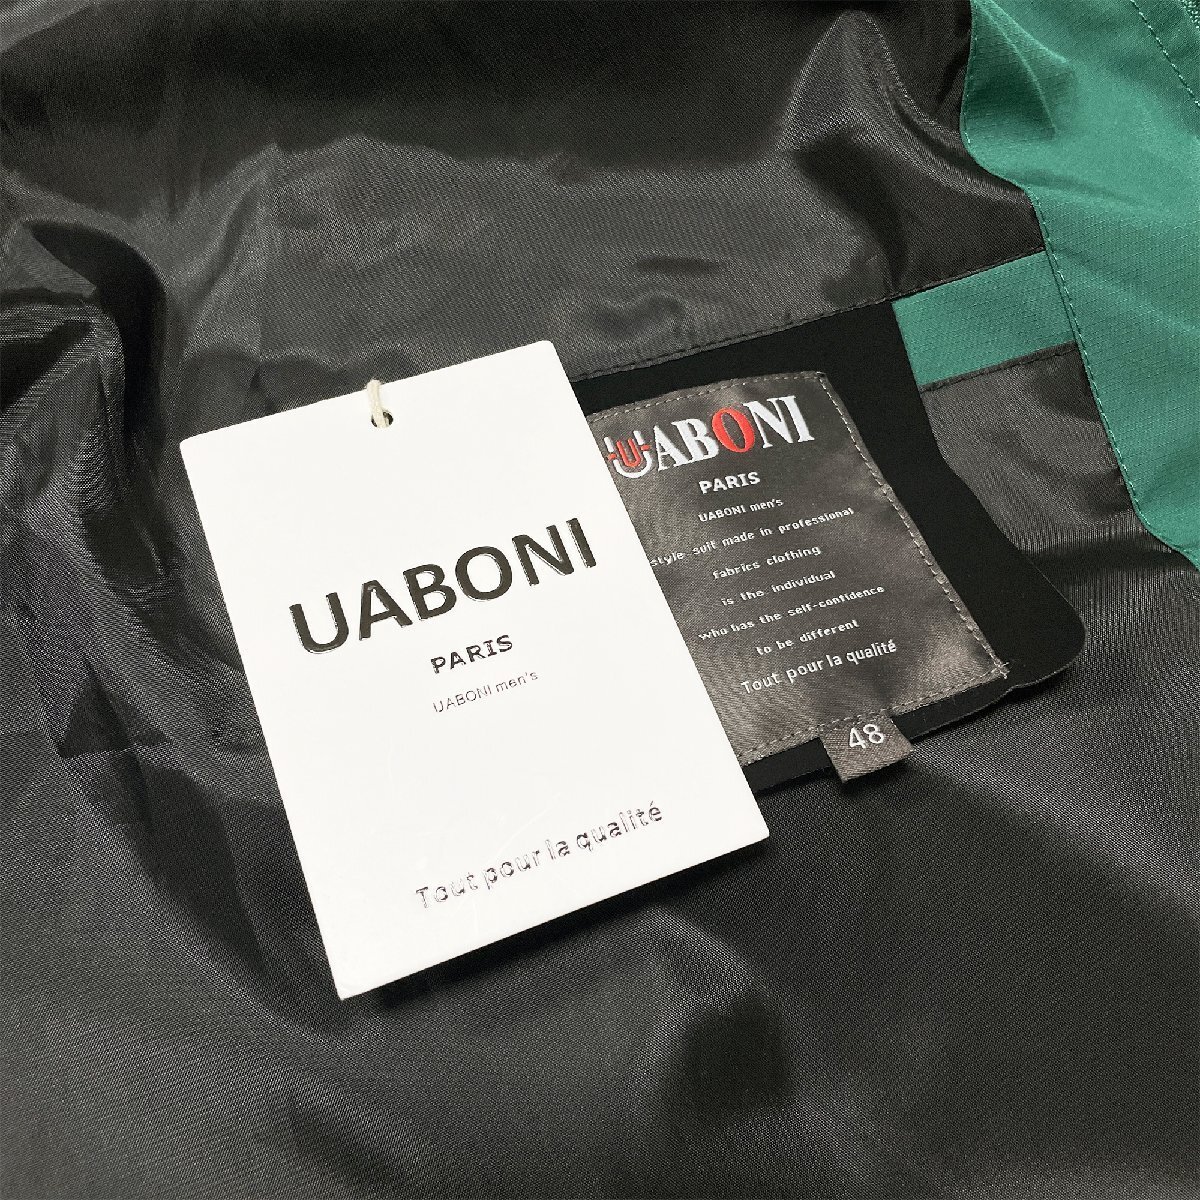 UABONI
PARIS
UABONI men's
Tout pour la qualité
UABONI
PARIS
UABONI men's
style suit made in professional
fabrics clothing
is the individual
who has the self-confidence
to be different
Tout pour la qualité
48